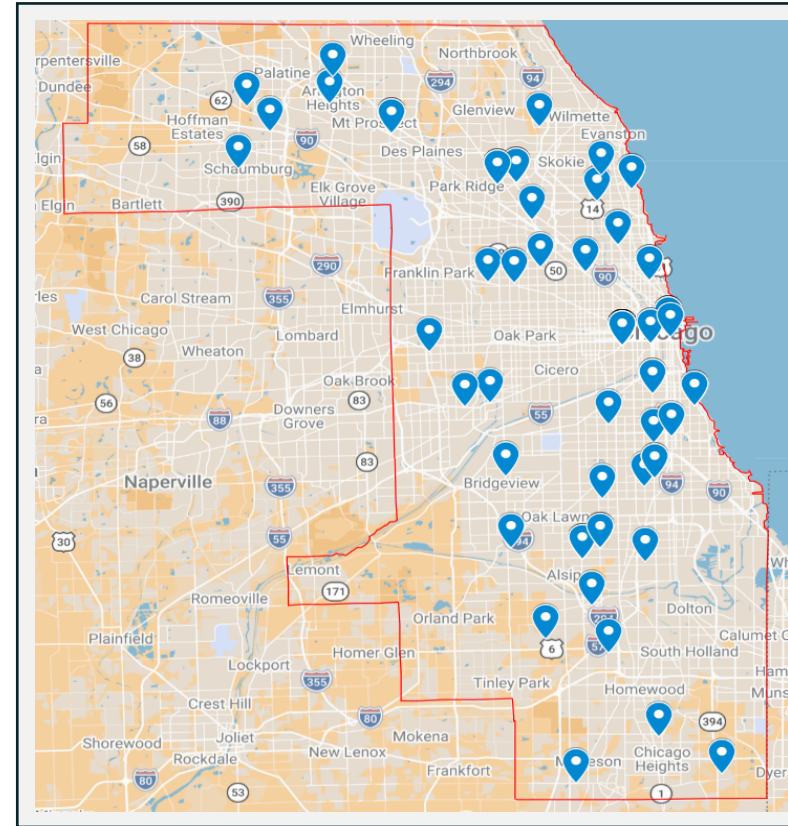 Wheeling
Northbrook
Dundee
Palatine
294
94
62
Arlington
Heights
Glenview
Wilmette
Hoffman
Estates
Mt Prospect
Evanston
58
90
Des Plaines
Skokie
Elgin
Schaumburg
Elk Grove
Village
Park Ridge
Elgin
Bartlett
390
14
290
Franklin Park
50
90
Carol Stream
355
Elmhurst
West Chicago
Lombard
Oak Park
38
Wheaton
Oak Brook
Cicero
56
83
88
Downers
Grove
55
83
Naperville
355
Bridgeview
94
90
30
55
Oak Lawn
294
Lemont
171
Alsip
Romeoville
Orland Park
294
Dolton
Plainfield
Homer Glen
6
57
Calumet C
Lockport
South Holland
355
Tinley Park
Homewood
Crest Hill
80
394
Shorewood
Joliet
Mokena
Rockdale
New Lenox
Frankfort
Chicago
Heights
80
53
1